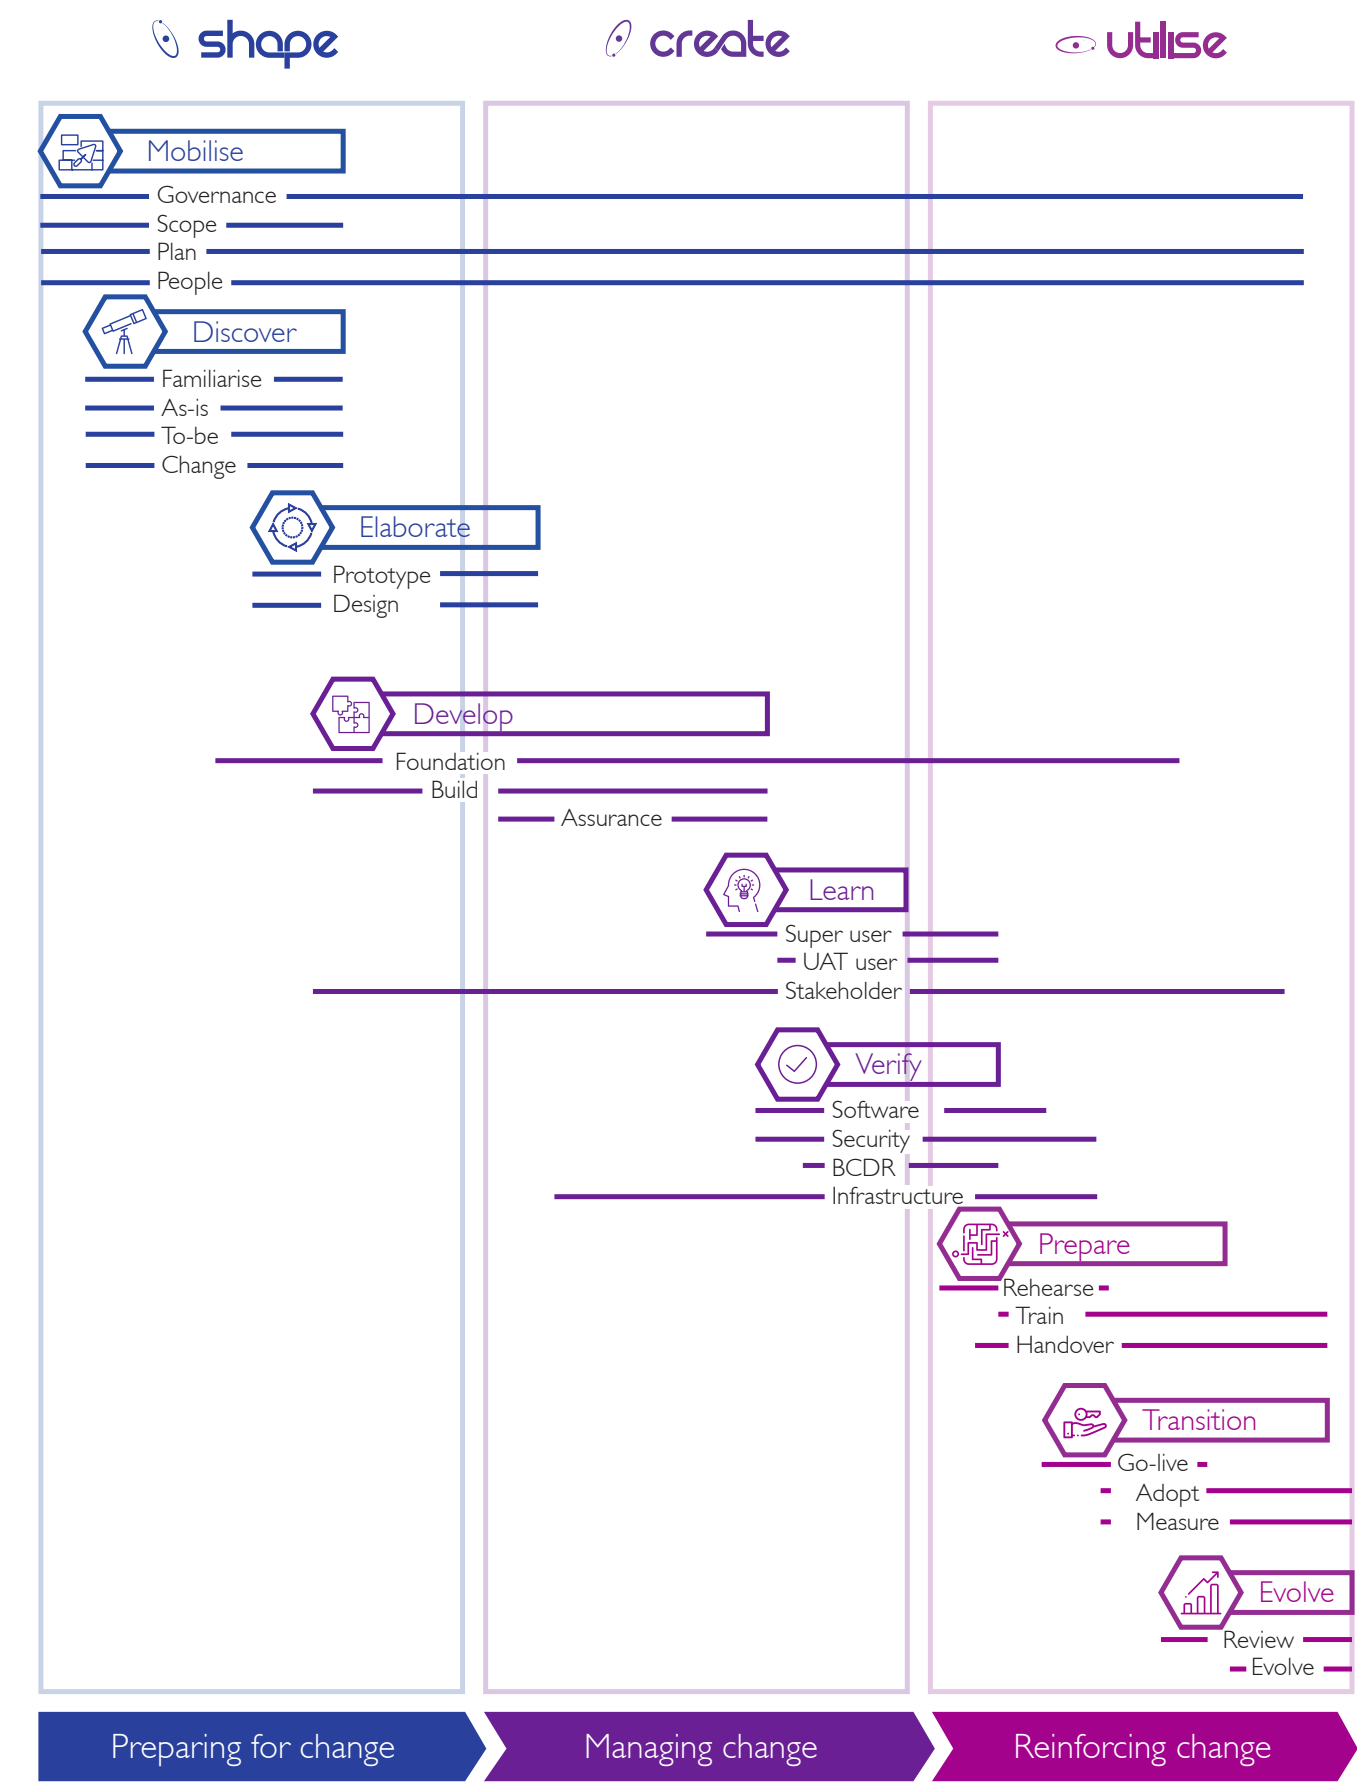 shape create utilise
Mobilise
Governance
Scope
Plan
People
Discover
Familiarise
As-is
To-be
Change
Elaborate
Prototype
Design
Develop
Foundation
Build
Assurance
Learn
Super user
UAT user
Stakeholder
Verify
Software
Security
BCDR
Infrastructure
Prepare
Rehearse
Train
Handover
Transition
Go-live
Adopt
Measure
Evolve
Review
Evolve
Preparing for change Managing change Reinforcing change